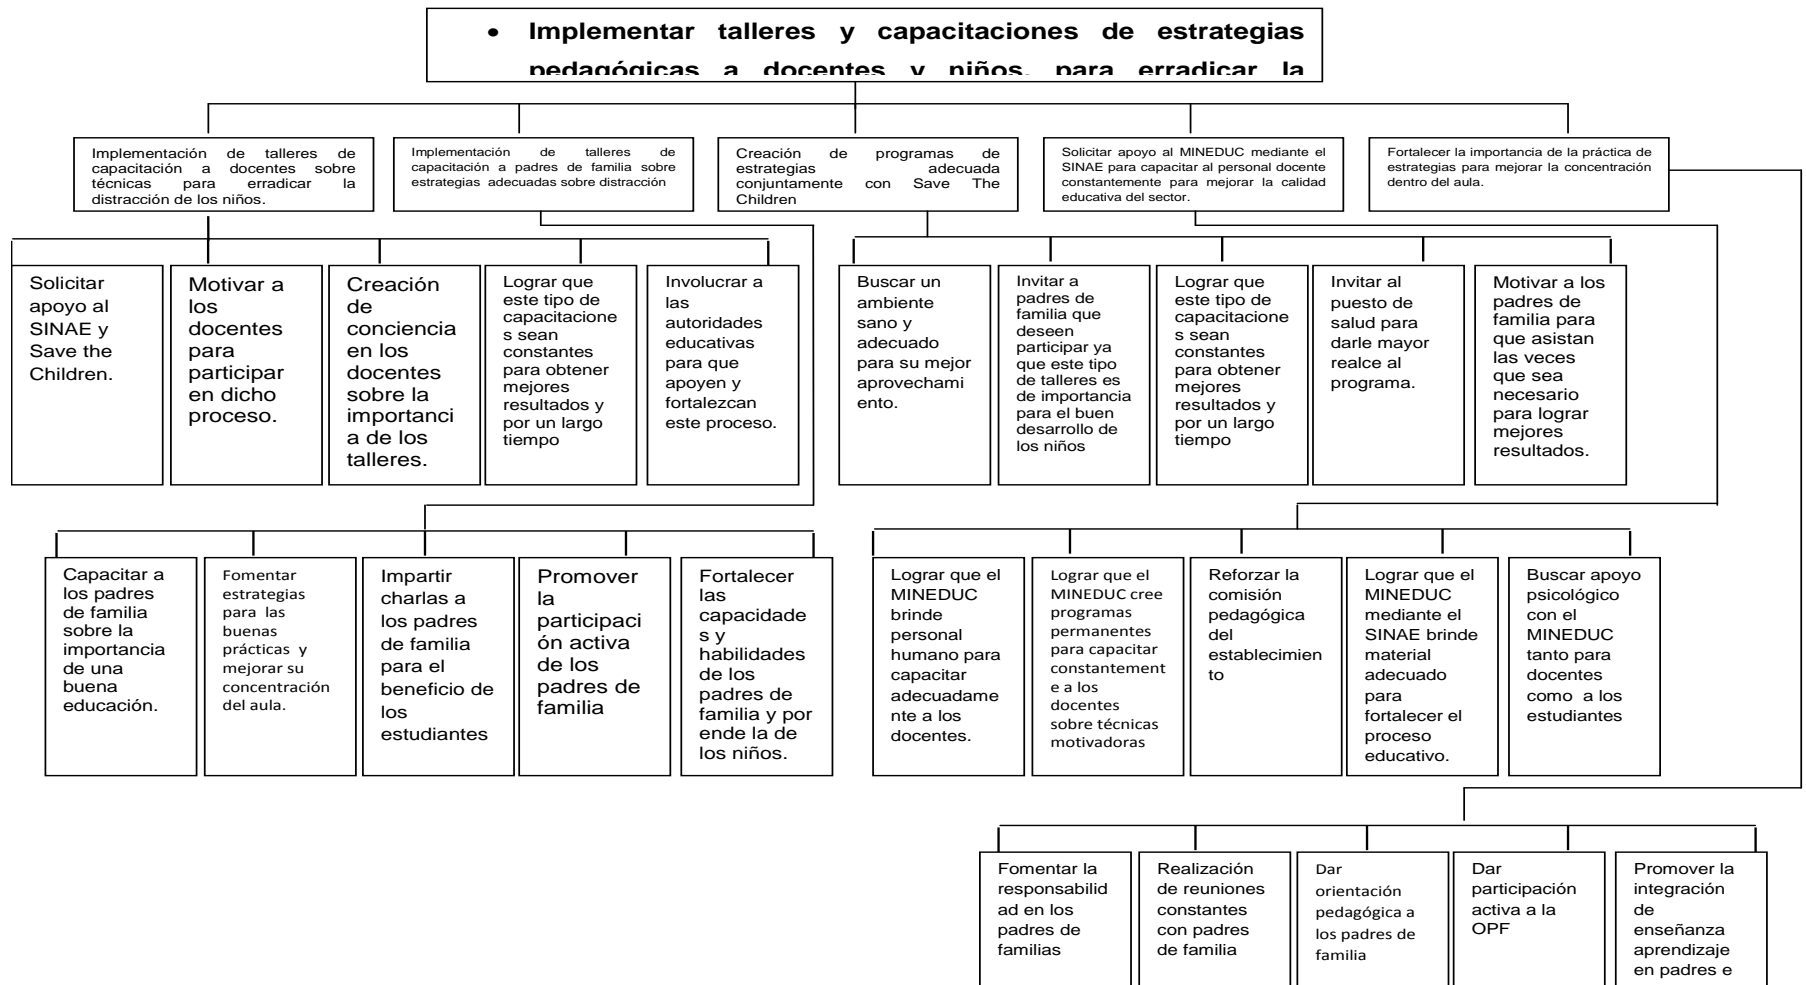 • Implementar talleres y capacitaciones de estrategias
pedagógicas a docentes y niños, para erradicar la
Implementación de talleres de
capacitación a docentes sobre
técnicas para erradicar la
distracción de los niños.
Implementación de talleres de
capacitación a padres de familia sobre
estrategias adecuadas sobre distracción
Creación de programas de
estrategias adecuada
conjuntamente con Save The
Children
Solicitar apoyo al MINEDUC mediante el
SINAE para capacitar al personal docente
constantemente para mejorar la calidad
educativa del sector.
Fortalecer la importancia de la práctica de
estrategias para mejorar la concentración
dentro del aula.
Solicitar
apoyo al
SINAE y
Save the
Children.
Motivar a
los
docentes
para
participar
en dicho
proceso.
Creación
de
conciencia
en los
docentes
sobre la
importanci
a de los
talleres.
Lograr que
este tipo de
capacitacione
s sean
constantes
para obtener
mejores
resultados y
por un largo
tiempo
Involucrar a
las
autoridades
educativas
para que
apoyen y
fortalezcan
este proceso.
Buscar un
ambiente
sano y
adecuado
para su mejor
aprovechami
ento.
Invitar a
padres de
familia que
deseen
participar ya
que este tipo
de talleres es
de importancia
para el buen
desarrollo de
los niños
Lograr que
este tipo de
capacitacione
s sean
constantes
para obtener
mejores
resultados y
por un largo
tiempo
Invitar al
puesto de
salud para
darle mayor
realce al
programa.
Motivar a los
padres de
familia para
que asistan
las veces
que sea
necesario
para lograr
mejores
resultados.
Capacitar a
los padres
de familia
sobre la
importancia
de una
buena
educación.
Fomentar
estrategias
para las
buenas
prácticas y
mejorar su
concentración
del aula.
Impartir
charlas a
los padres
de familia
para el
beneficio de
los
estudiantes
Promover
la
participaci
ón activa
de los
padres de
familia
Fortalecer
las
capacidade
s y
habilidades
de los
padres de
familia y por
ende la de
los niños.
Lograr que el
MINEDUC
brinde
personal
humano para
capacitar
adecuadame
nte a los
docentes.
Lograr que el
MINEDUC cree
programas
permanentes
para capacitar
constantement
e a los
docentes
sobre técnicas
motivadoras
Reforzar la
comisión
pedagógica
del
establecimien
to
Lograr que el
MINEDUC
mediante el
SINAE brinde
material
adecuado
para
fortalecer el
proceso
educativo.
Buscar apoyo
psicológico
con el
MINEDUC
tanto para
docentes
como a los
estudiantes
Fomentar la
responsabilid
ad en los
padres de
familias
Realización
de reuniones
constantes
con padres
de familia
Dar
orientación
pedagógica a
los padres de
familia
Dar
participación
activa a la
OPF
Promover la
integración
de
enseñanza
aprendizaje
en padres e